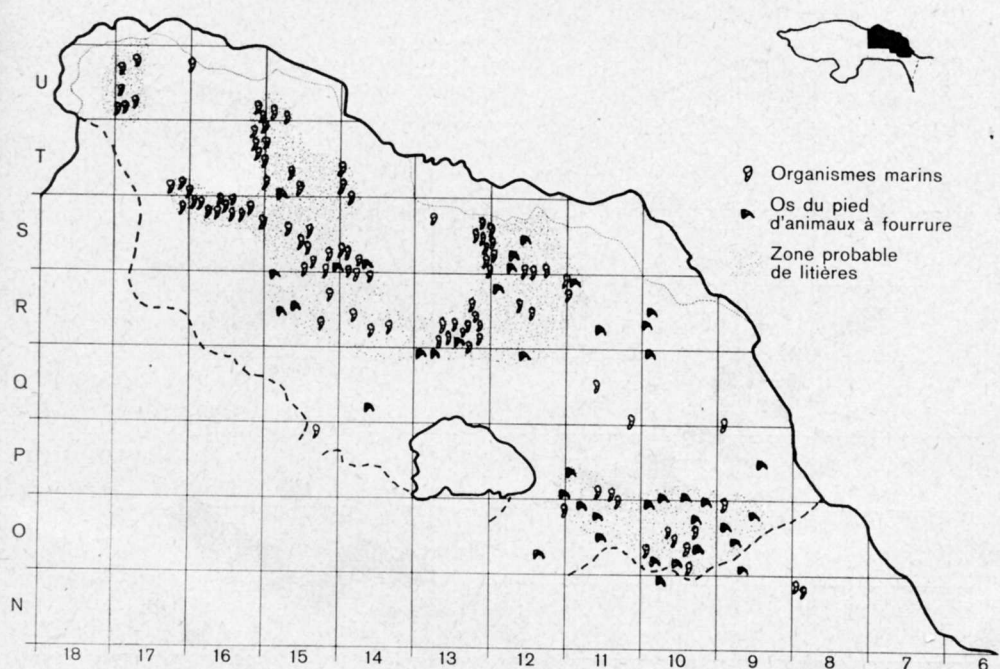 U
T
S
R
Q
P
O
N
18 17 16 15 14 13 12 11 10 9 8 7 6
Organismes marins
Os du pied
d'animaux à fourrure
Zone probable
de litières